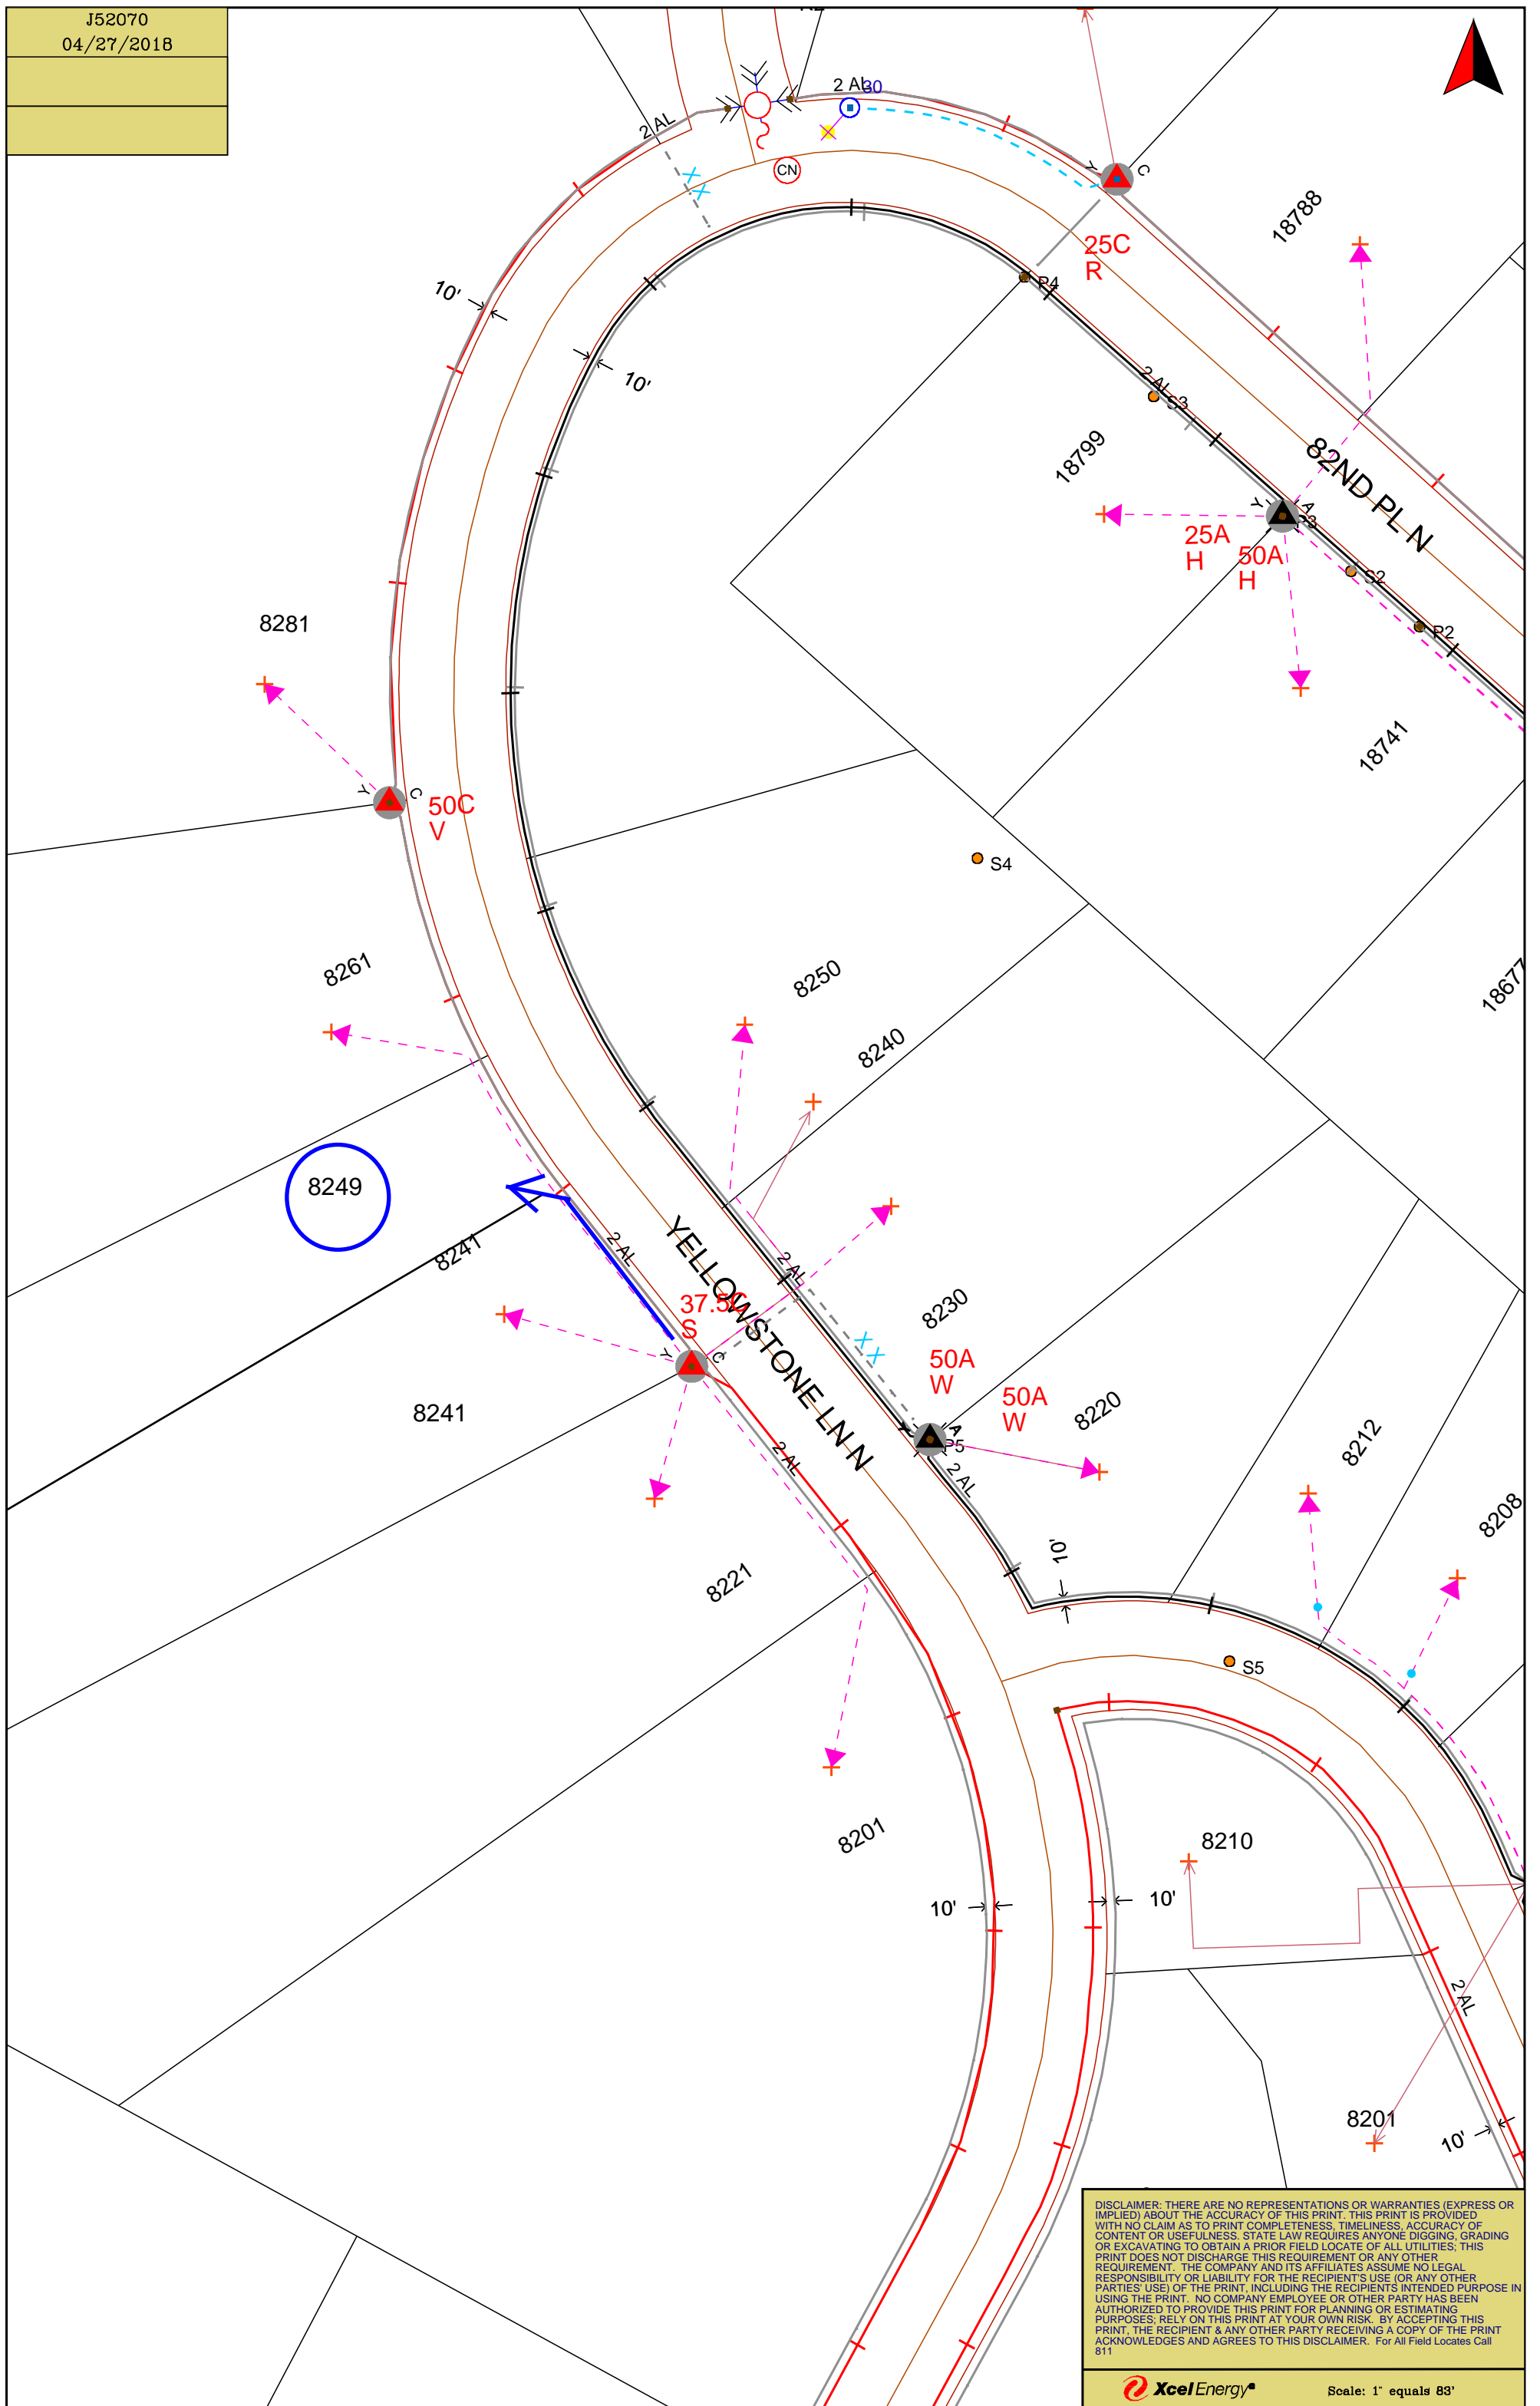 J52070
04/27/2018
2 AL
30
2 AL
CN
Y
C
25C
R
18788
10'
10'
P4
2 AL
S3
18799
82ND PL N
Y
A
25A
H
50A
H
S2
P2
8281
18741
Y
C
50C
V
S4
8261
8250
18677
8240
8249
8241
2 AL
YELLOWSTONE LN N
2 AL
37.5C
S
8230
X X
X X
Y
C
50A
W
50A
W
8220
8241
Y
A
P5
8212
2 AL
2 AL
8208
10'
8221
S5
8201
8210
10'
10'
2 AL
8201
10'
DISCLAIMER: THERE ARE NO REPRESENTATIONS OR WARRANTIES (EXPRESS OR
IMPLIED) ABOUT THE ACCURACY OF THIS PRINT. THIS PRINT IS PROVIDED
WITH NO CLAIM AS TO PRINT COMPLETENESS, TIMELINESS, ACCURACY OF
CONTENT OR USEFULNESS. STATE LAW REQUIRES ANYONE DIGGING, GRADING
OR EXCAVATING TO OBTAIN A PRIOR FIELD LOCATE OF ALL UTILITIES; THIS
PRINT DOES NOT DISCHARGE THIS REQUIREMENT OR ANY OTHER
REQUIREMENT. THE COMPANY AND ITS AFFILIATES ASSUME NO LEGAL
RESPONSIBILITY OR LIABILITY FOR THE RECIPIENT'S USE (OR ANY OTHER
PARTIES' USE) OF THE PRINT, INCLUDING THE RECIPIENTS INTENDED PURPOSE IN
USING THE PRINT. NO COMPANY EMPLOYEE OR OTHER PARTY HAS BEEN
AUTHORIZED TO PROVIDE THIS PRINT FOR PLANNING OR ESTIMATING
PURPOSES; RELY ON THIS PRINT AT YOUR OWN RISK. BY ACCEPTING THIS
PRINT, THE RECIPIENT & ANY OTHER PARTY RECEIVING A COPY OF THE PRINT
ACKNOWLEDGES AND AGREES TO THIS DISCLAIMER. For All Field Locates Call
811
Xcel Energy
Scale: 1" equals 83'